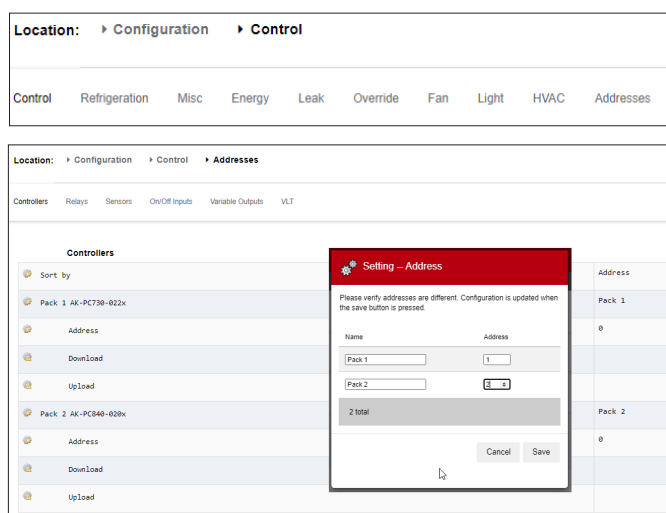 Location: Configuration Control
Control Refrigeration Misc Energy Leak Override Fan Light HVAC Addresses
Location: Configuration Control Addresses
Controllers Relays Sensors On/Off Inputs Variable Outputs VLT
Controllers
Sort by Address
Pack 1 AK-PC730-022x Pack 1
Address 0
Download
Upload
Pack 2 AK-PC840-020x Pack 2
Address 0
Download
Upload
Setting – Address
Please verify addresses are different. Configuration is updated when
the save button is pressed.
Name Address
Pack 1 1
Pack 2 2
2 total
Cancel Save